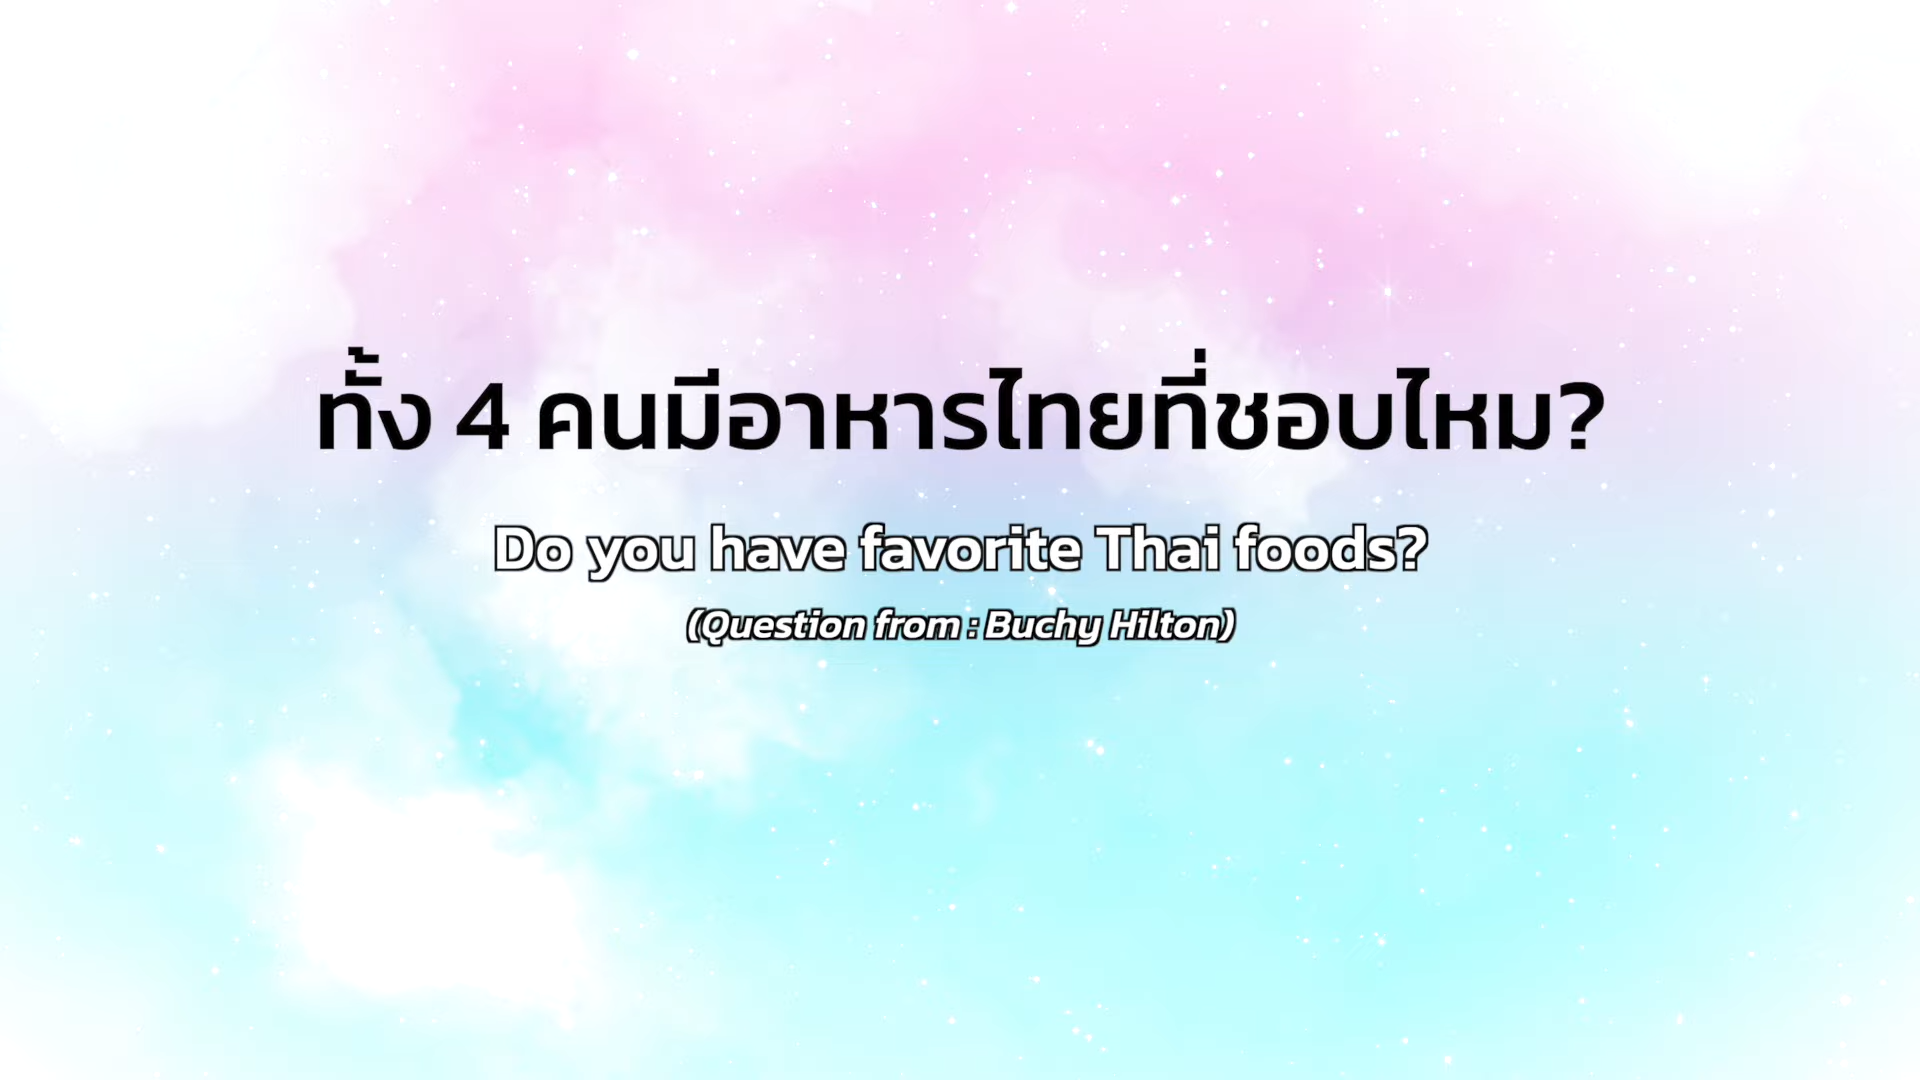 ทั้ง 4 คนมีอาหารไทยที่ชอบไหม?
Do you have favorite Thai foods?
(Question from : Buchy Hilton)